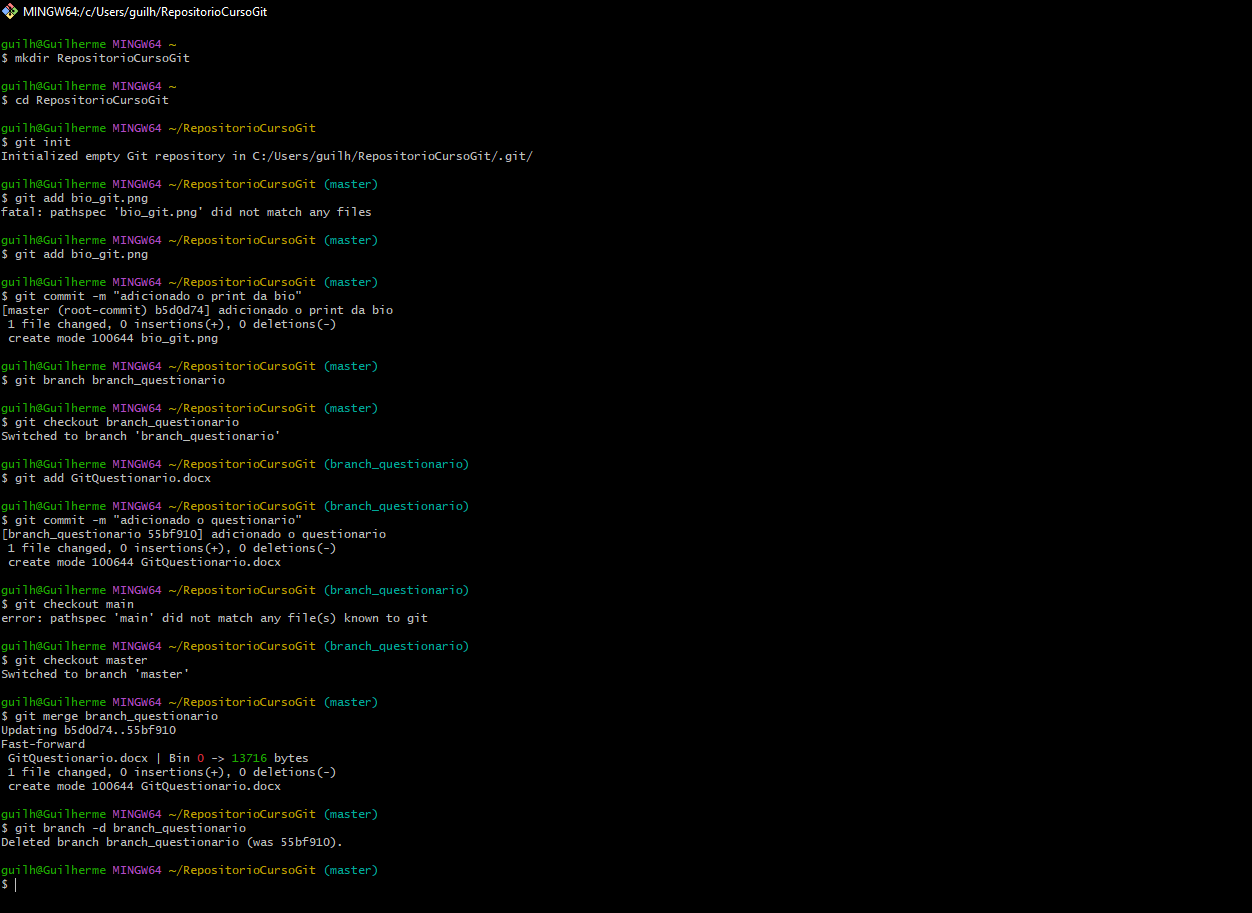 MINGW64:/c/Users/guilh/RepositorioCursoGit
guilh@Guilherme MINGW64 ~
$ mkdir RepositorioCursoGit
guilh@Guilherme MINGW64 ~
$ cd RepositorioCursoGit
guilh@Guilherme MINGW64 ~/RepositorioCursoGit
$ git init
Initialized empty Git repository in C:/Users/guilh/RepositorioCursoGit/.git/
guilh@Guilherme MINGW64 ~/RepositorioCursoGit (master)
$ git add bio_git.png
fatal: pathspec 'bio_git.png' did not match any files
guilh@Guilherme MINGW64 ~/RepositorioCursoGit (master)
$ git add bio_git.png
guilh@Guilherme MINGW64 ~/RepositorioCursoGit (master)
$ git commit -m "adicionado o print da bio"
[master (root-commit) b5d0d74] adicionado o print da bio
1 file changed, 0 insertions(+), 0 deletions(-)
create mode 100644 bio_git.png
guilh@Guilherme MINGW64 ~/RepositorioCursoGit (master)
$ git branch branch_questionario
guilh@Guilherme MINGW64 ~/RepositorioCursoGit (master)
$ git checkout branch_questionario
Switched to branch 'branch_questionario'
guilh@Guilherme MINGW64 ~/RepositorioCursoGit (branch_questionario)
$ git add GitQuestionario.docx
guilh@Guilherme MINGW64 ~/RepositorioCursoGit (branch_questionario)
$ git commit -m "adicionado o questionario"
[branch_questionario 55bf910] adicionado o questionario
1 file changed, 0 insertions(+), 0 deletions(-)
create mode 100644 GitQuestionario.docx
guilh@Guilherme MINGW64 ~/RepositorioCursoGit (branch_questionario)
$ git checkout main
error: pathspec 'main' did not match any file(s) known to git
guilh@Guilherme MINGW64 ~/RepositorioCursoGit (branch_questionario)
$ git checkout master
Switched to branch 'master'
guilh@Guilherme MINGW64 ~/RepositorioCursoGit (master)
$ git merge branch_questionario
Updating b5d0d74..55bf910
Fast-forward
GitQuestionario.docx | Bin 0 -> 13716 bytes
1 file changed, 0 insertions(+), 0 deletions(-)
create mode 100644 GitQuestionario.docx
guilh@Guilherme MINGW64 ~/RepositorioCursoGit (master)
$ git branch -d branch_questionario
Deleted branch branch_questionario (was 55bf910).
guilh@Guilherme MINGW64 ~/RepositorioCursoGit (master)
$